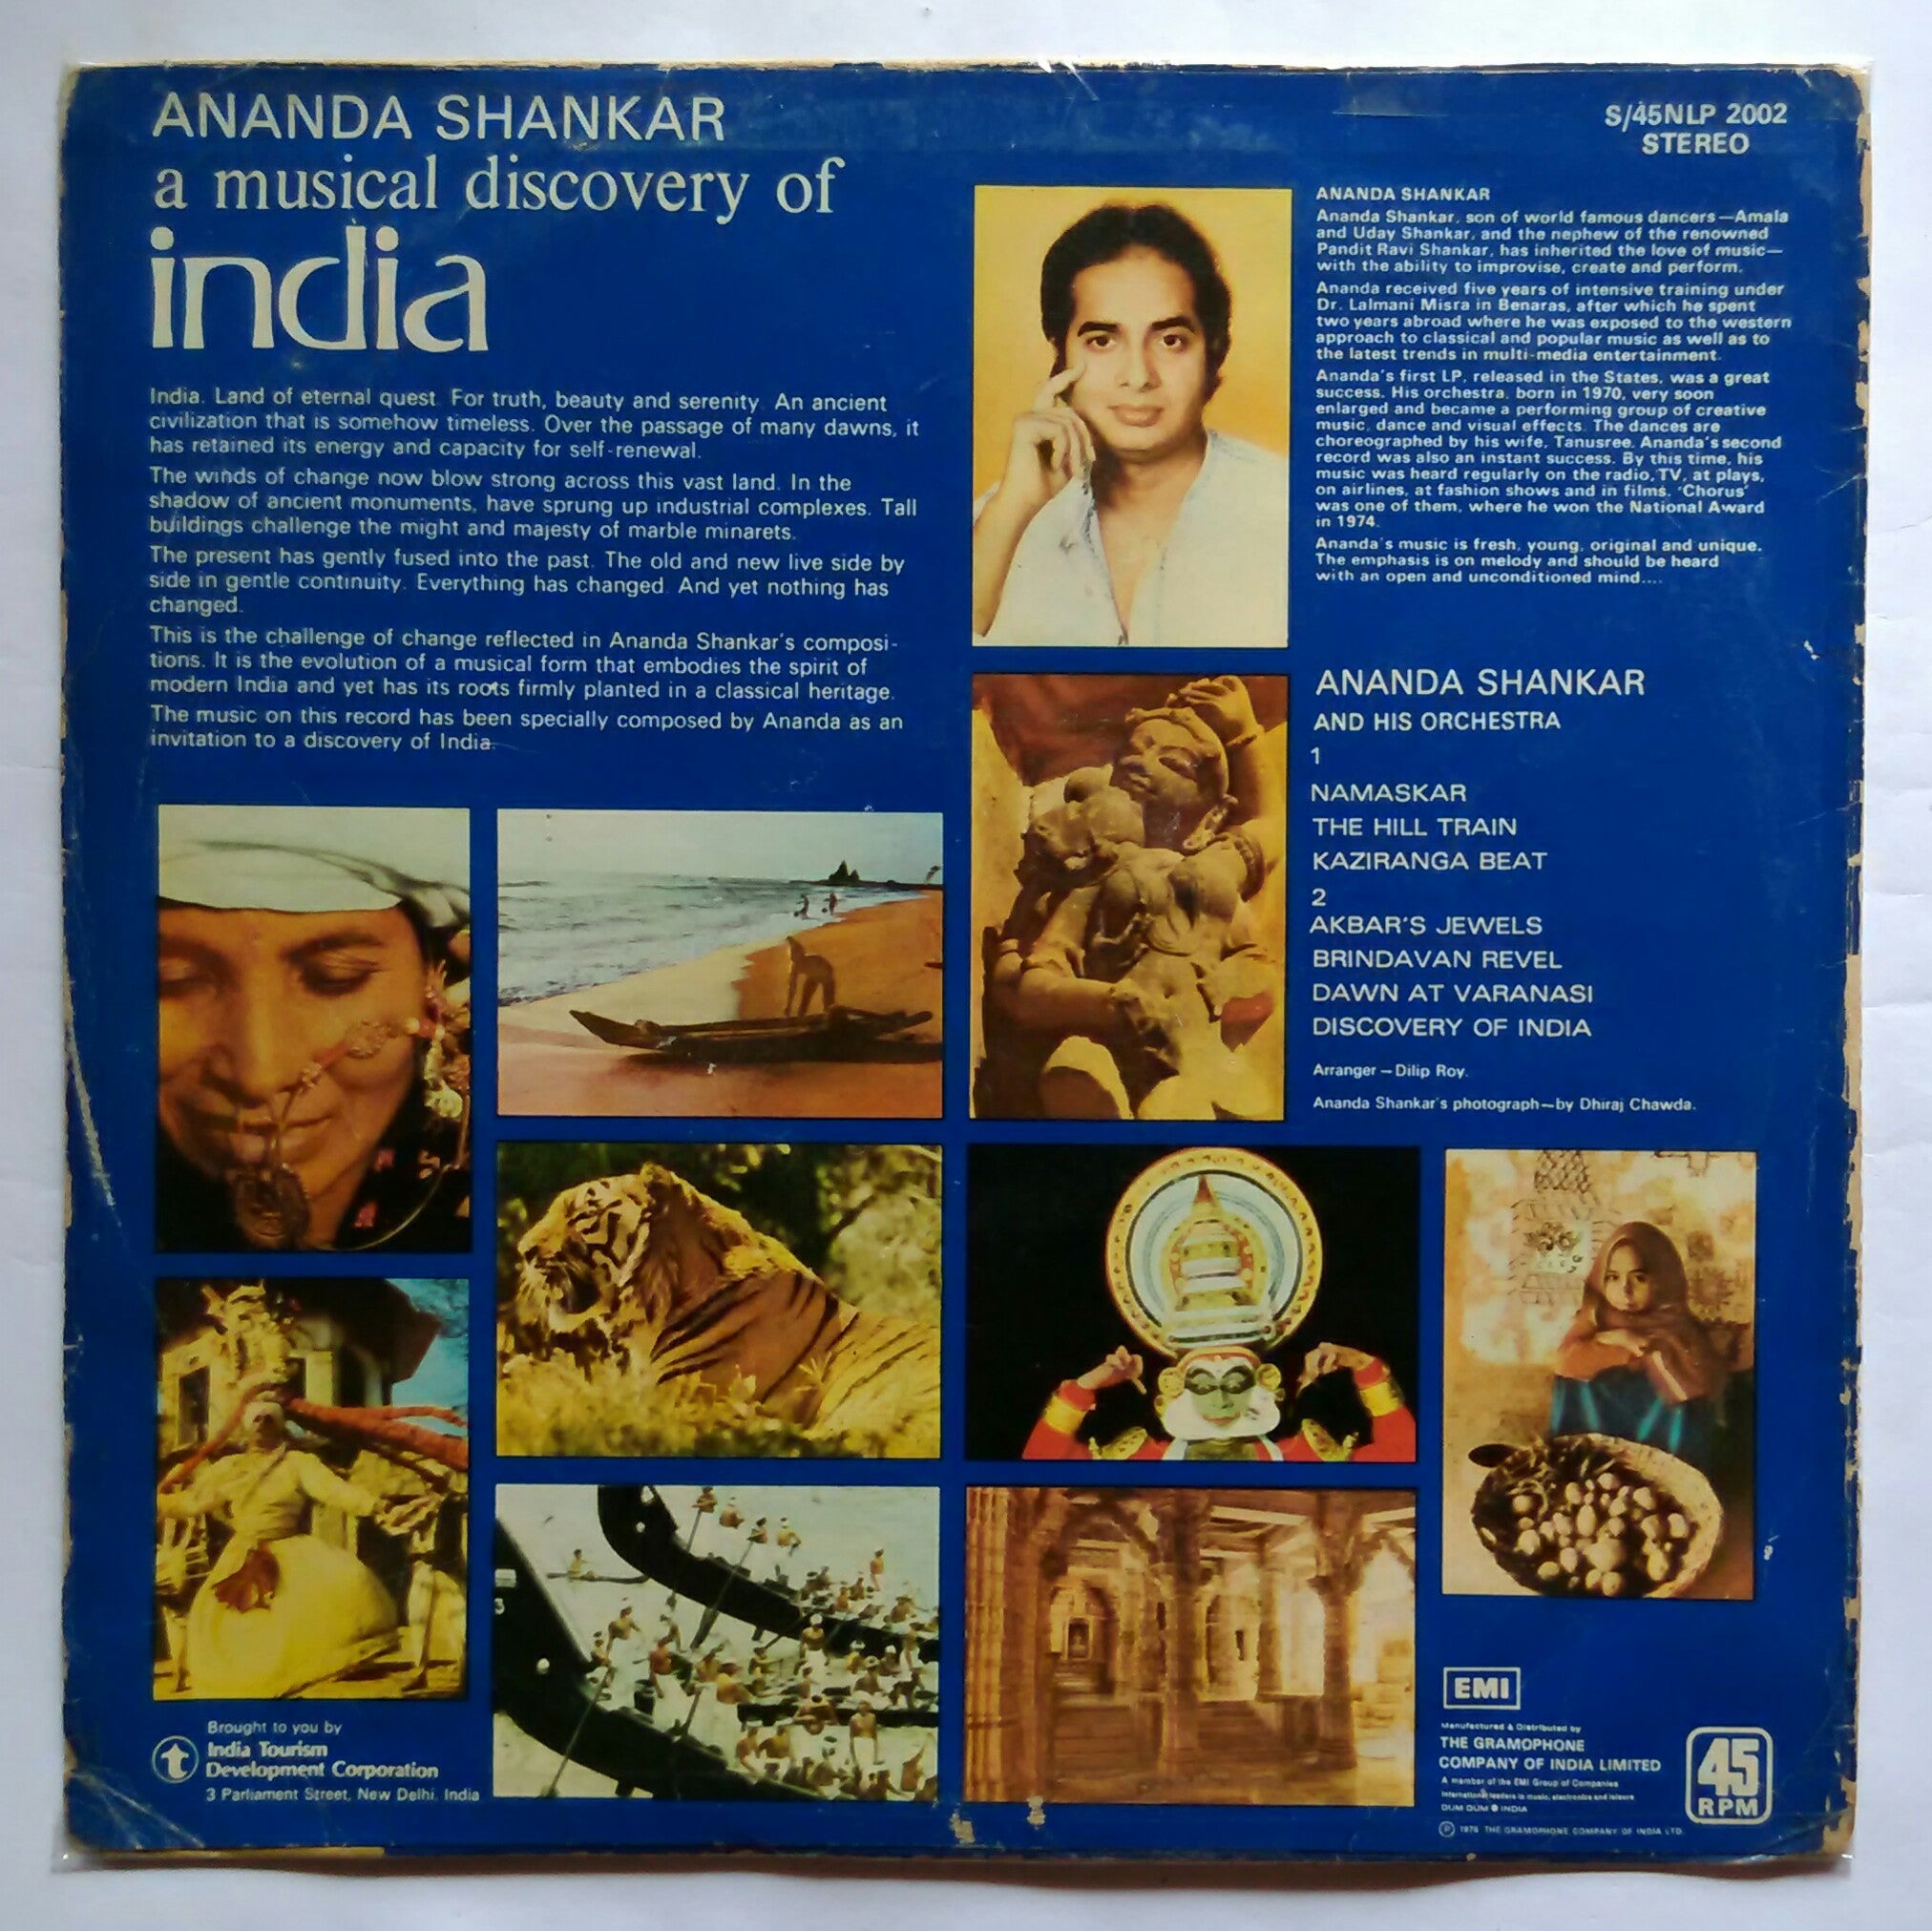 ANANDA SHANKAR
a musical discovery of
india
India. Land of eternal quest. For truth, beauty and serenity. An ancient
civilization that is somehow timeless. Over the passage of many dawns, it
has retained its energy and capacity for self-renewal.
The winds of change now blow strong across this vast land. In the
shadow of ancient monuments, have sprung up industrial complexes. Tall
buildings challenge the might and majesty of marble minarets.
The present has gently fused into the past. The old and new live side by
side in gentle continuity. Everything has changed. And yet nothing has
changed.
This is the challenge of change reflected in Ananda Shankar's composi-
tions. It is the evolution of a musical form that embodies the spirit of
modern India and yet has its roots firmly planted in a classical heritage.
The music on this record has been specially composed by Ananda as an
invitation to a discovery of India.
S/45NLP 2002
STEREO
ANANDA SHANKAR
Ananda Shankar, son of world famous dancers—Amala
and Uday Shankar, and the nephew of the renowned
Pandit Ravi Shankar, has inherited the love of music—
with the ability to improvise, create and perform.
Ananda received five years of intensive training under
Dr. Lalmani Misra in Benaras, after which he spent
two years abroad where he was exposed to the western
approach to classical and popular music as well as to
the latest trends in multi-media entertainment.
Ananda's first LP, released in the States, was a great
success. His orchestra, born in 1970, very soon
enlarged and became a performing group of creative
music, dance and visual effects. The dances are
choreographed by his wife, Tanusree. Ananda's second
record was also an instant success. By this time, his
music was heard regularly on the radio, TV, at plays,
on airlines, at fashion shows and in films. 'Chorus'
was one of them, where he won the National Award
in 1974.
Ananda's music is fresh, young, original and unique.
The emphasis is on melody and should be heard
with an open and unconditioned mind....
ANANDA SHANKAR
AND HIS ORCHESTRA
1
NAMASKAR
THE HILL TRAIN
KAZIRANGA BEAT
2
AKBAR'S JEWELS
BRINDAVAN REVEL
DAWN AT VARANASI
DISCOVERY OF INDIA
Arranger — Dilip Roy.
Ananda Shankar's photograph—by Dhiraj Chawda.
3
Brought to you by
India Tourism
Development Corporation
3 Parliament Street, New Delhi, India
EMI
Manufactured & Distributed by
THE GRAMOPHONE
COMPANY OF INDIA LIMITED
A member of the EMI Group of Companies
International leaders in music, electronics and leisure
DUM DUM INDIA
Ⓟ 1978 THE GRAMOPHONE COMPANY OF INDIA LTD.
45
RPM